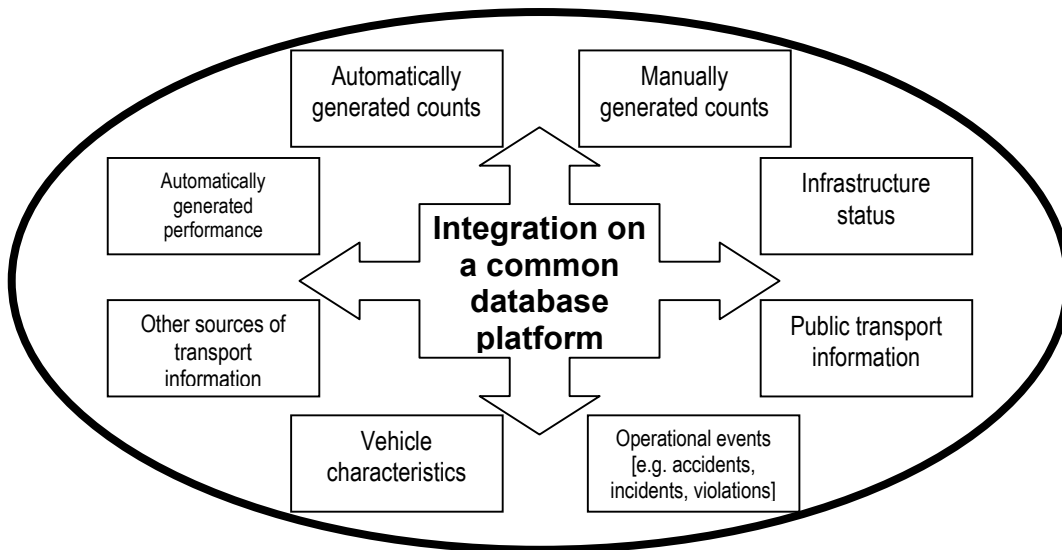 Automatically
generated counts
Manually
generated counts
Automatically
generated
performance
Infrastructure
status
Integration on
a common
database
platform
Other sources of
transport
information
Public transport
information
Vehicle
characteristics
Operational events
[e.g. accidents,
incidents, violations]